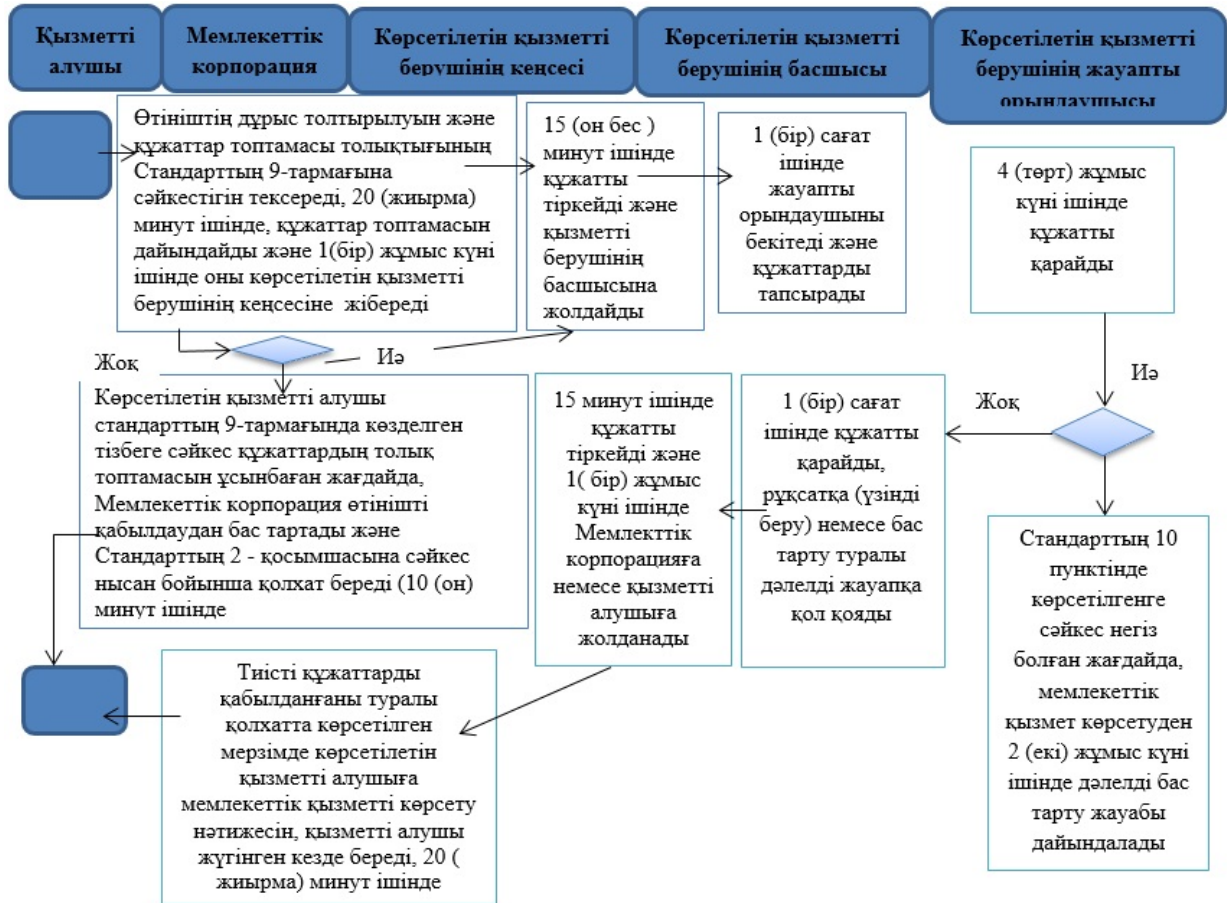 Қызметті
алушы
Мемлекеттік
корпорация
Көрсетілетін қызметті
берушінің кеңсесі
Көрсетілетін қызметті
берушінің басшысы
Көрсетілетін қызметті
берушінің жауапты
орындаушысы
Өтініштің дұрыс толтырылуын және
құжаттар топтамасы толықтығының
Стандарттың 9-тармағына
сәйкестігін тексереді, 20 (жиырма)
минут ішінде, құжаттар топтамасын
дайындайды және 1(бір) жұмыс күні
ішінде оны көрсетілетін қызметті
берушінің кеңсесіне жібереді
15 (он бес )
минут ішінде
құжатты
тіркейді және
қызметті
берушінің
басшысына
жолдайды
1 (бір) сағат
ішінде
жауапты
орындаушыны
бекітеді және
құжаттарды
тапсырады
4 (төрт) жұмыс
күні ішінде
құжатты
қарайды
Жоқ
Иә
Иә
Жоқ
Көрсетілетін қызметті алушы
стандарттың 9-тармағында көзделген
тізбеге сәйкес құжаттардың толық
топтамасын ұсынбаған жағдайда,
Мемлекеттік корпорация өтінішті
қабылдаудан бас тартады және
Стандарттың 2 - қосымшасына сәйкес
нысан бойынша қолхат береді (10 (он)
минут ішінде
15 минут ішінде
құжатты
тіркейді және
1( бір) жұмыс
күні ішінде
Мемлекттік
корпорацияға
немесе қызметті
алушыға
жолданады
1 (бір) сағат
ішінде құжатты
қарайды,
рұқсатқа (үзінді
беру) немесе бас
тарту туралы
дәлелді жауапқа
қол қояды
Стандарттың 10
пунктінде
көрсетілгенге
сәйкес негіз
болған жағдайда,
мемлекеттік
қызмет көрсетуден
2 (екі) жұмыс күні
ішінде дәлелді бас
тарту жауабы
дайындалады
Тиісті құжаттарды
қабылданғаны туралы
қолхатта көрсетілген
мерзімде көрсетілетін
қызметті алушыға
мемлекеттік қызметті көрсету
нәтижесін, қызметті алушы
жүгінген кезде береді, 20 (
жиырма) минут ішінде